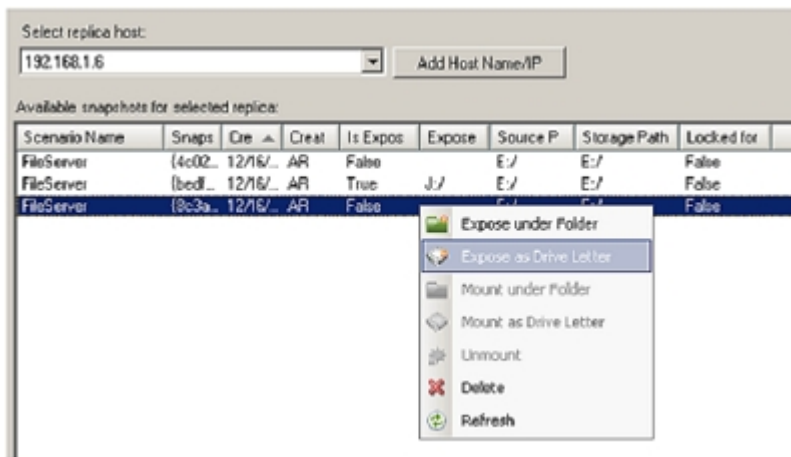 Select replica host:
192.168.1.6 Add Host Name/IP
Available snapshots for selected replica:
Scenario Name Snaps Cre Creat Is Expos Expose Source P Storage Path Locked for
FileServer {4c02... 12/16/... AR False E:/ E:/ False
FileServer {bedf... 12/16/... AR True J:/ E:/ E:/ False
FileServer {8c3a... 12/16/... AR False E:/ E:/ False
Expose under Folder
Expose as Drive Letter
Mount under Folder
Mount as Drive Letter
Unmount
Delete
Refresh